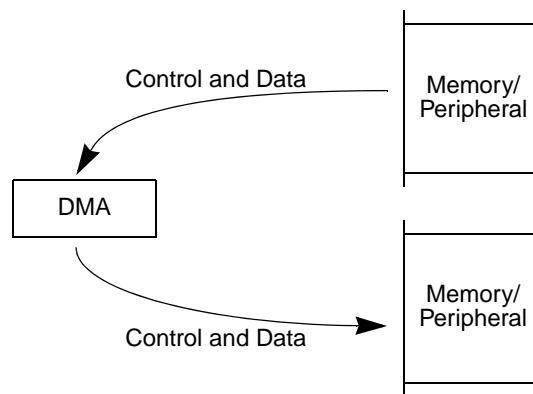 Control and Data
Memory/
Peripheral
DMA
Memory/
Peripheral
Control and Data